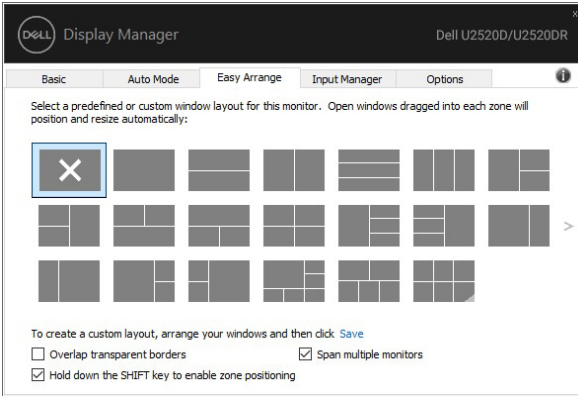 DELL Display Manager
Dell U2520D/U2520DR
Basic Auto Mode Easy Arrange Input Manager Options
Select a predefined or custom window layout for this monitor. Open windows dragged into each zone will
position and resize automatically:
To create a custom layout, arrange your windows and then click Save
Overlap transparent borders
Span multiple monitors
Hold down the SHIFT key to enable zone positioning